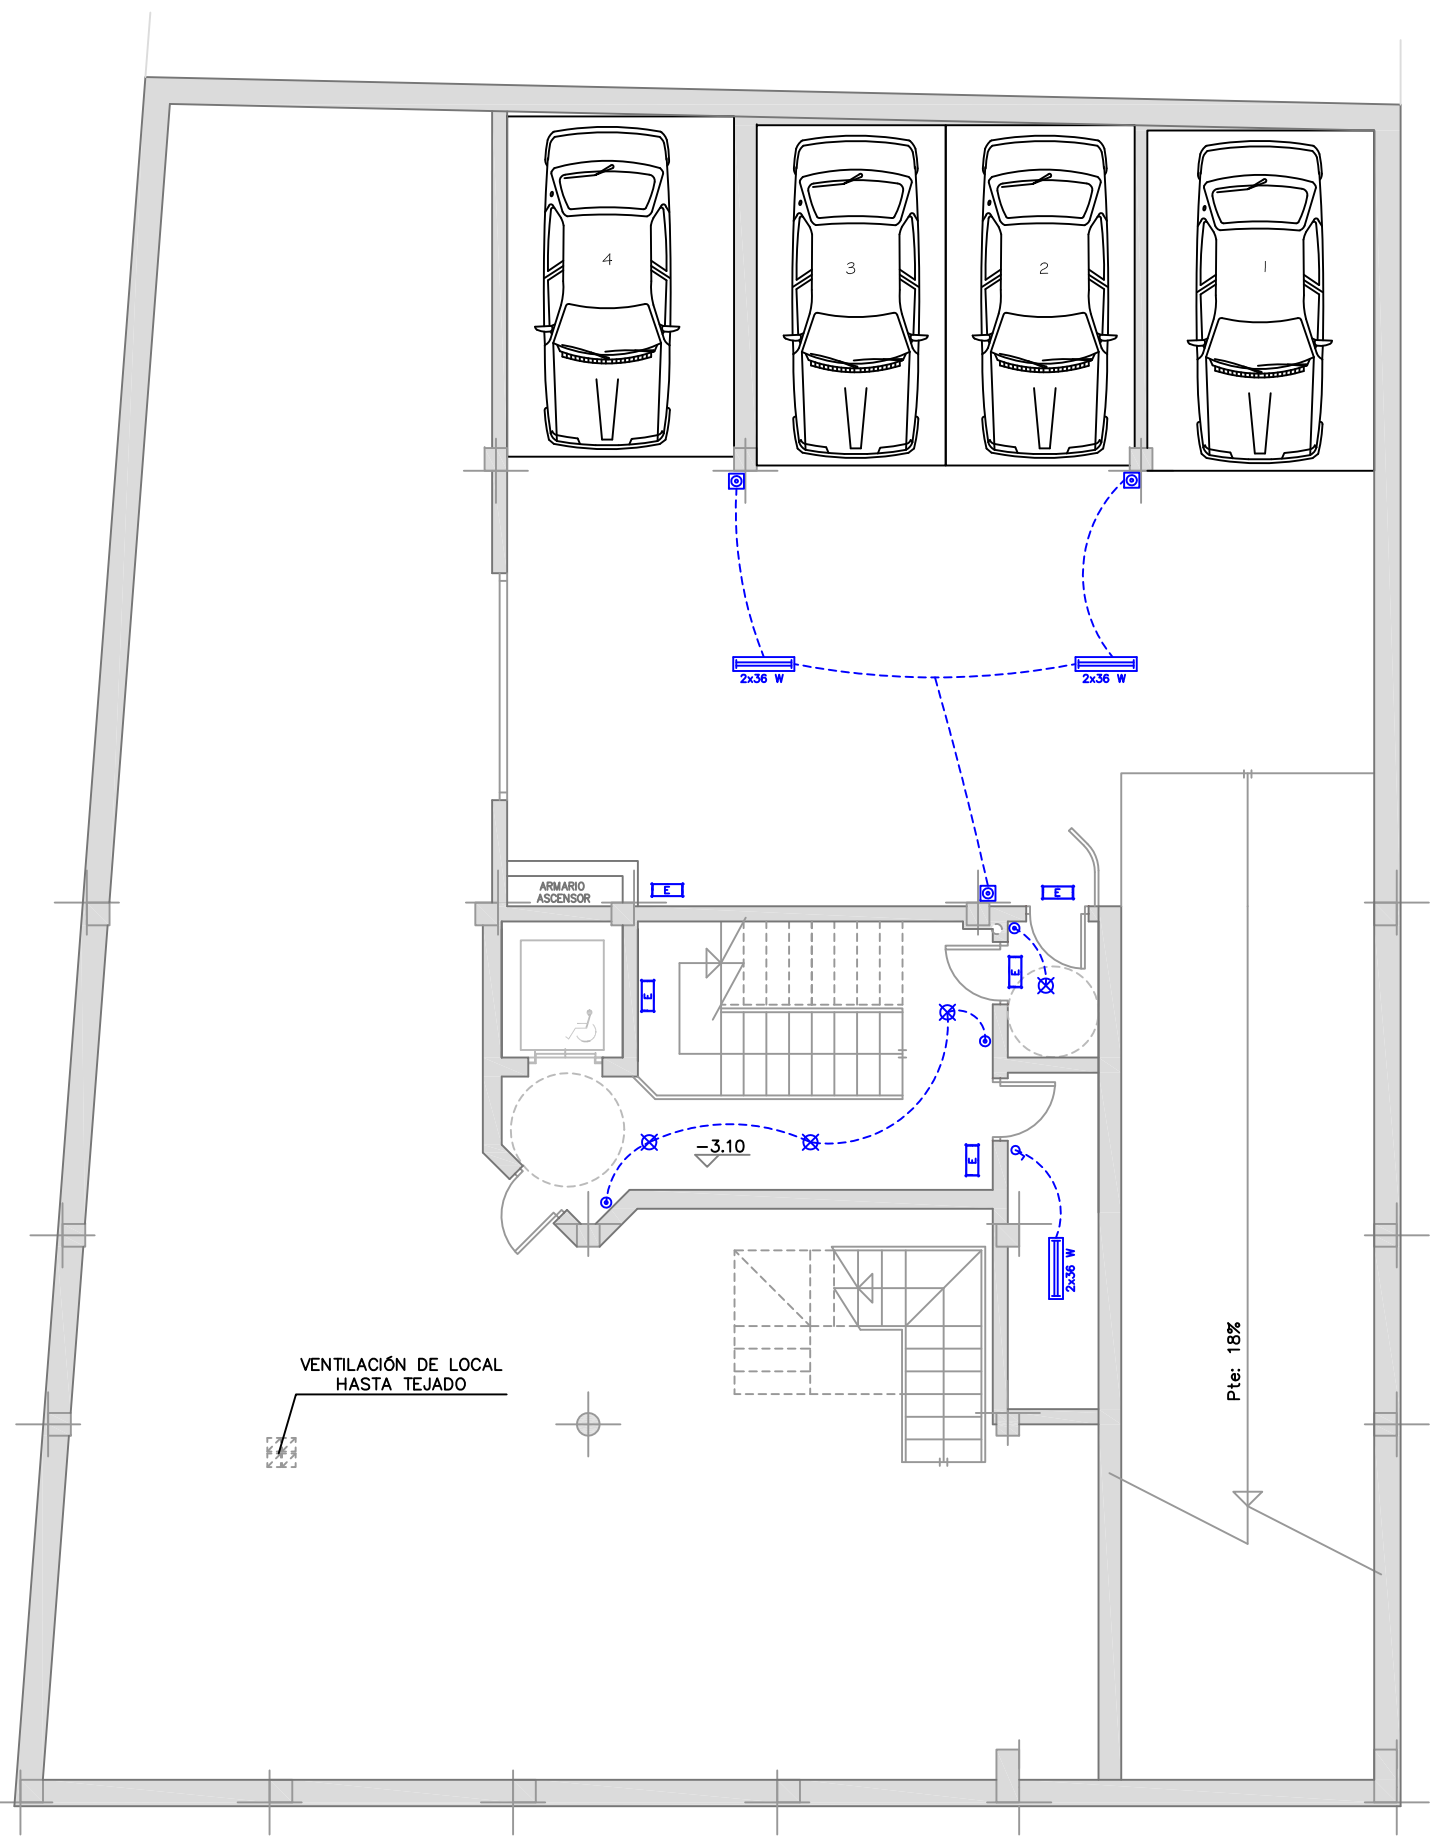 4
3
2
1
2x36 W
2x36 W
ARMARIO
ASCENSOR
E
E
E
E
E
-3.10
2x36 W
Pte: 18%
VENTILACIÓN DE LOCAL
HASTA TEJADO